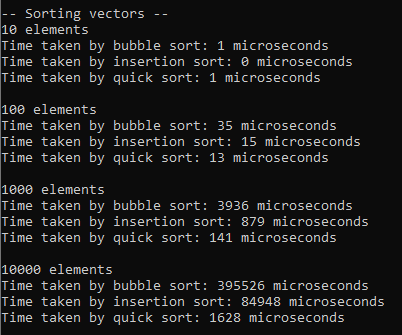 -- Sorting vectors --
10 elements
Time taken by bubble sort: 1 microseconds
Time taken by insertion sort: 0 microseconds
Time taken by quick sort: 1 microseconds
100 elements
Time taken by bubble sort: 35 microseconds
Time taken by insertion sort: 15 microseconds
Time taken by quick sort: 13 microseconds
1000 elements
Time taken by bubble sort: 3936 microseconds
Time taken by insertion sort: 879 microseconds
Time taken by quick sort: 141 microseconds
10000 elements
Time taken by bubble sort: 395526 microseconds
Time taken by insertion sort: 84948 microseconds
Time taken by quick sort: 1628 microseconds